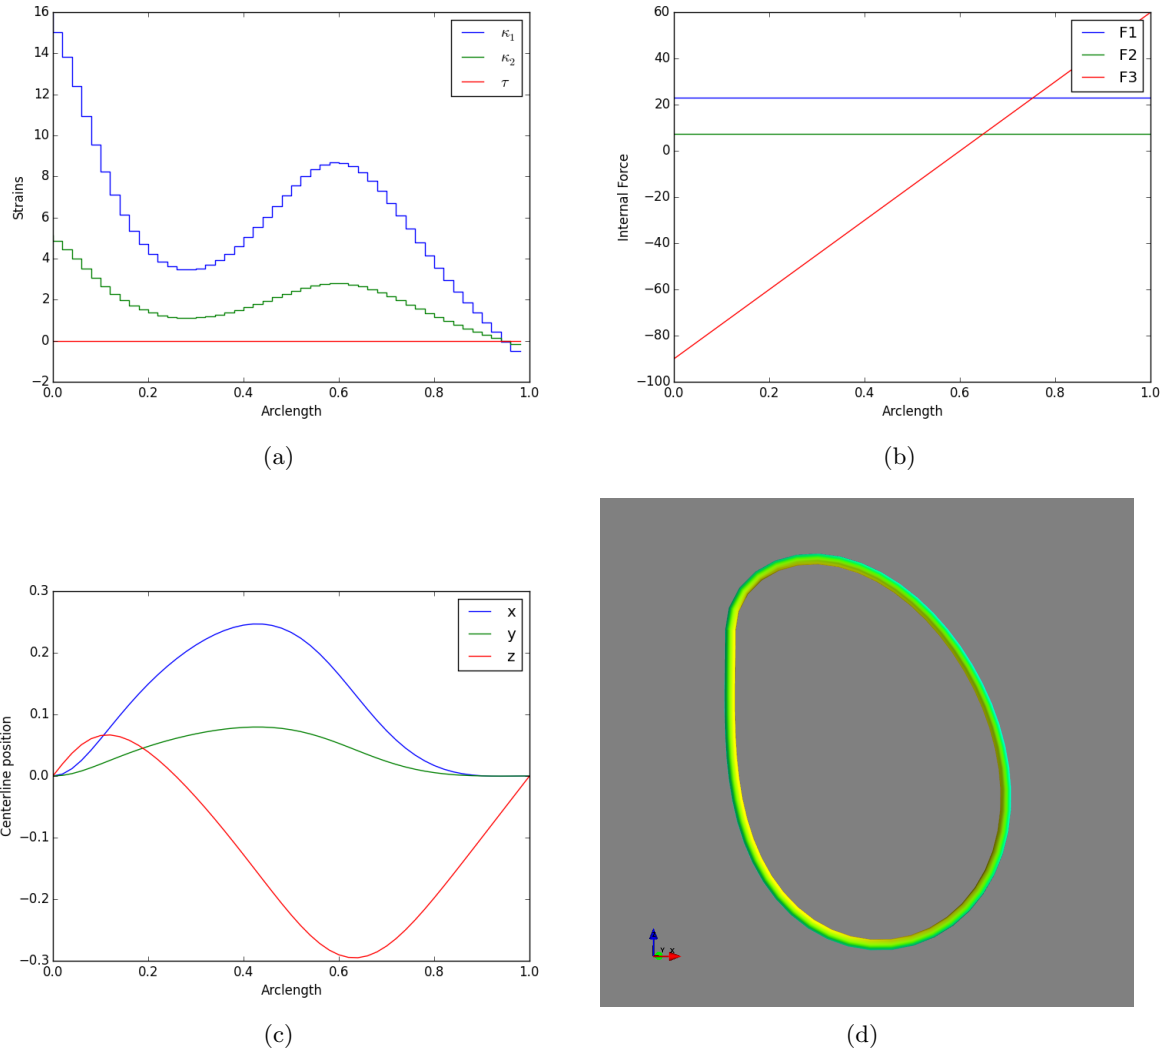 16
14
12
10
8
6
4
2
0
−2
0.0 0.2 0.4 0.6 0.8 1.0
Strains
Arclength
κ₁
κ₂
τ
(a)
60
40
20
0
−20
−40
−60
−80
−100
0.0 0.2 0.4 0.6 0.8 1.0
Internal Force
Arclength
F1
F2
F3
(b)
0.3
0.2
0.1
0.0
−0.1
−0.2
−0.3
0.0 0.2 0.4 0.6 0.8 1.0
Centerline position
Arclength
x
y
z
(c)
Y X
(d)